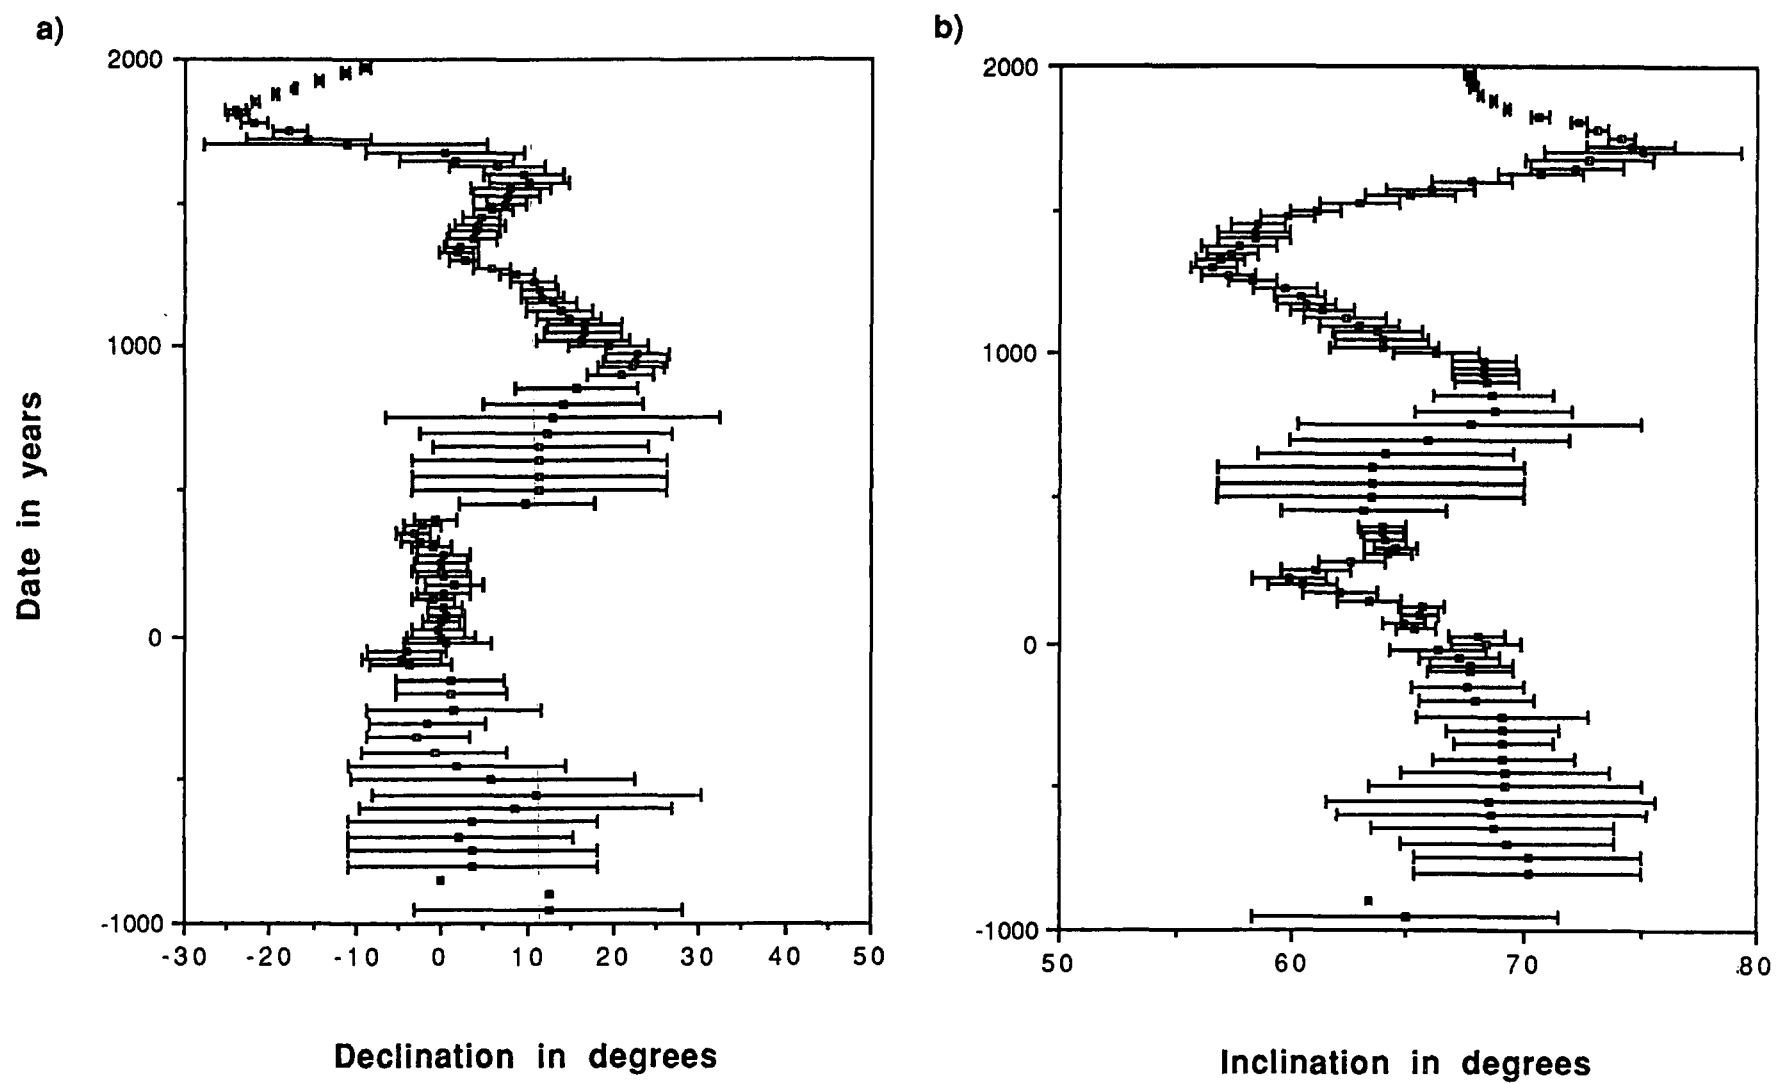 a)
b)
2000
1000
0
-1000
-30 -20 -10 0 10 20 30 40 50
Date in years
Declination in degrees
2000
1000
0
-1000
50 60 70 80
Inclination in degrees